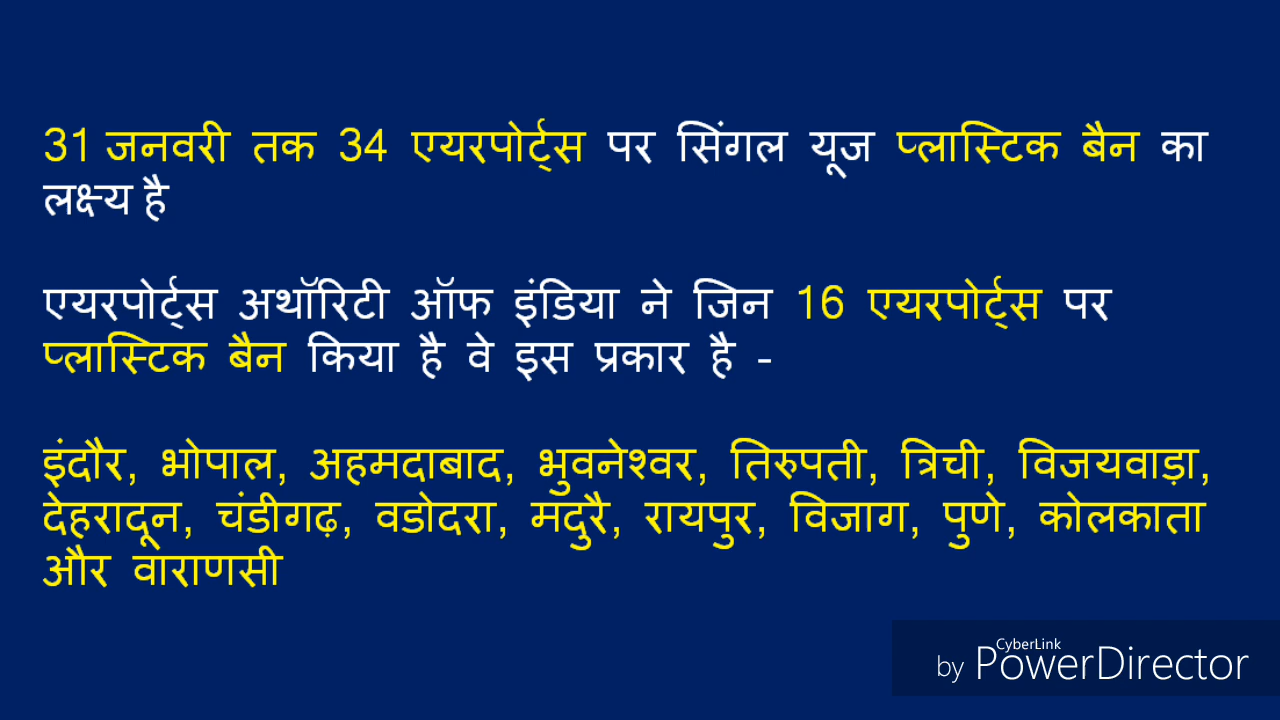 31 जनवरी तक 34 एयरपोर्ट्स पर सिंगल यूज प्लास्टिक बैन का
लक्ष्य है
एयरपोर्ट्स अथॉरिटी ऑफ इंडिया ने जिन 16 एयरपोर्ट्स पर
प्लास्टिक बैन किया है वे इस प्रकार है -
इंदौर, भोपाल, अहमदाबाद, भुवनेश्वर, तिरुपती, त्रिची, विजयवाड़ा,
देहरादून, चंडीगढ़, वडोदरा, मदुरै, रायपुर, विजाग, पुणे, कोलकाता
और वाराणसी
CyberLink
by PowerDirector